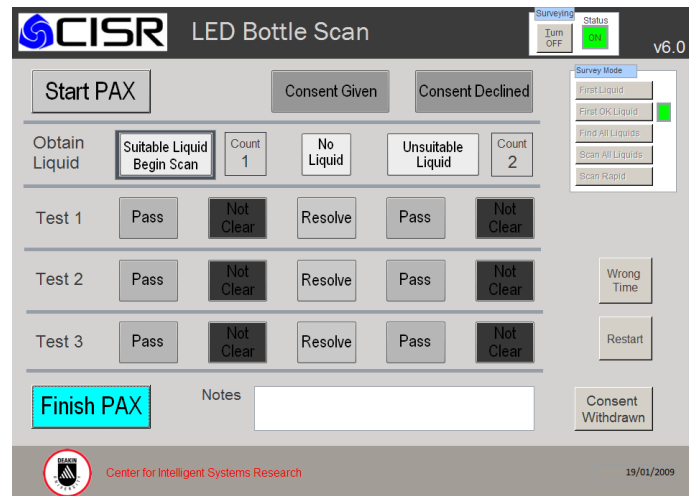 CISR
LED Bottle Scan
Surveying
Turn
OFF
Status
ON
v6.0
Start PAX
Consent Given
Consent Declined
Survey Mode
First Liquid
First OK Liquid
Find All Liquids
Scan All Liquids
Scan Rapid
Obtain
Liquid
Suitable Liquid
Begin Scan
Count
1
No
Liquid
Unsuitable
Liquid
Count
2
Test 1
Pass
Not
Clear
Resolve
Pass
Not
Clear
Test 2
Pass
Not
Clear
Resolve
Pass
Not
Clear
Wrong
Time
Test 3
Pass
Not
Clear
Resolve
Pass
Not
Clear
Restart
Finish PAX
Notes
Consent
Withdrawn
DEAKIN
Center for Intelligent Systems Research
19/01/2009